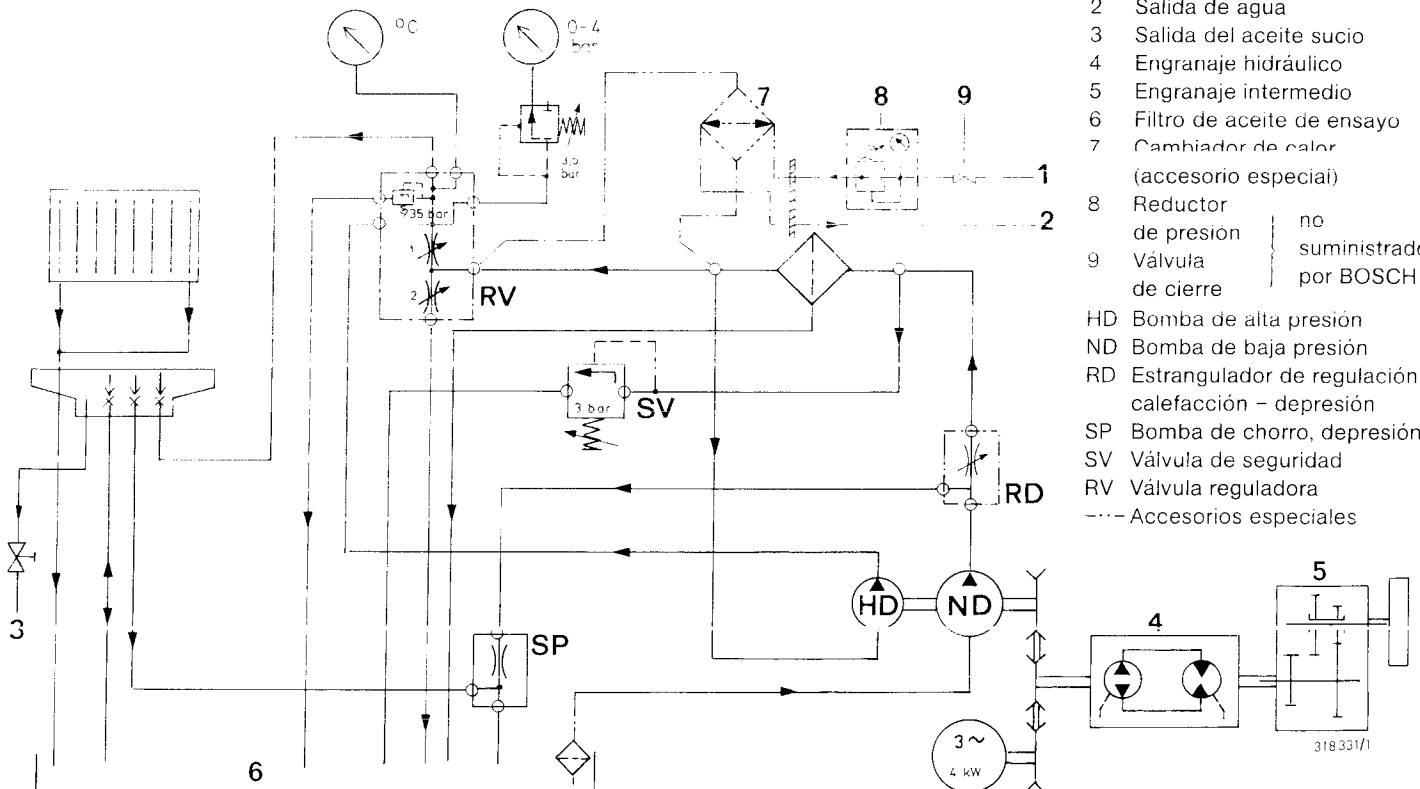 °C
0-4
bar
3,5
bar
7
8
9
1
2
935 bar
1
2
RV
3 bar
SV
RD
HD
ND
SP
3
4
5
6
3~
4 kW
318331/1
2 Salida de agua
3 Salida del aceite sucio
4 Engranaje hidráulico
5 Engranaje intermedio
6 Filtro de aceite de ensayo
7 Cambiador de calor
(accesorio especial)
8 Reductor
de presión
9 Válvula
de cierre
no
suministrado
por BOSCH
HD Bomba de alta presión
ND Bomba de baja presión
RD Estrangulador de regulación
calefacción – depresión
SP Bomba de chorro, depresión
SV Válvula de seguridad
RV Válvula reguladora
Accesorios especiales